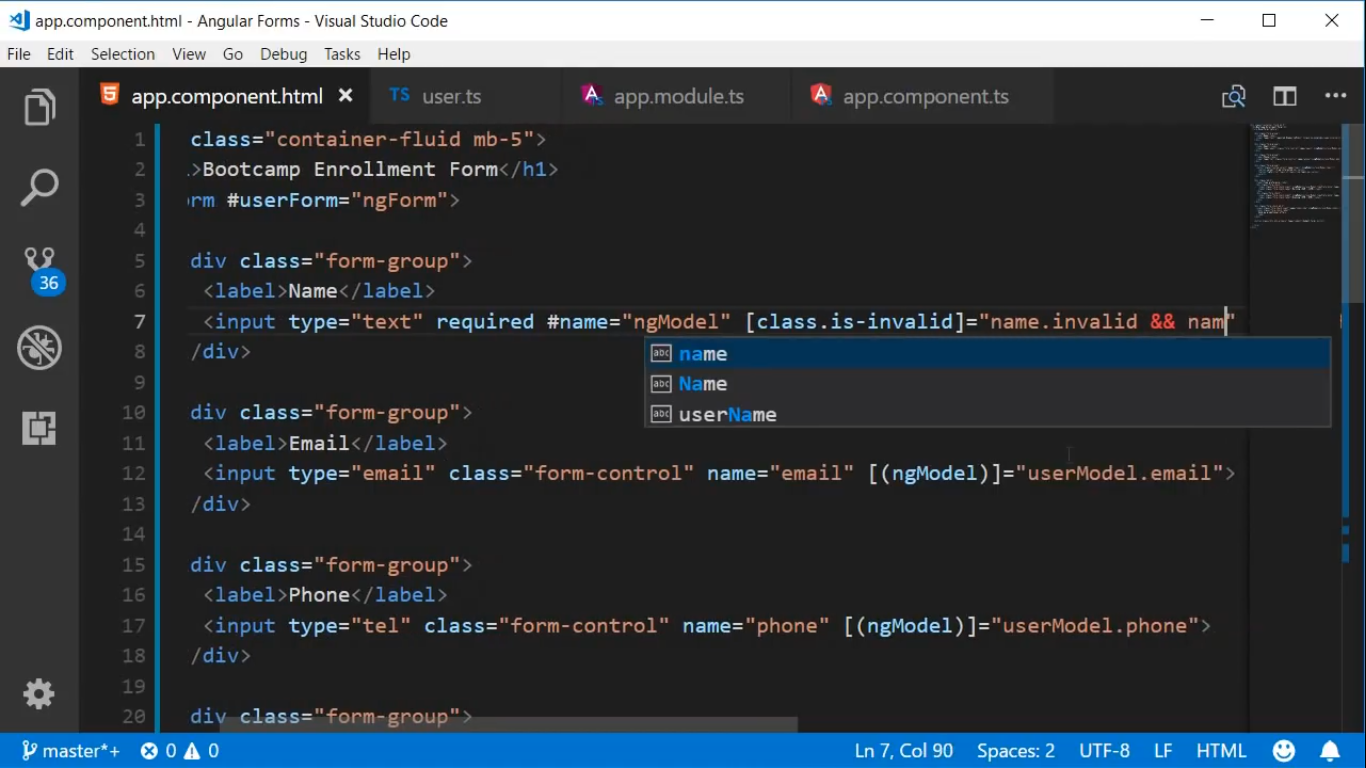 app.component.html - Angular Forms - Visual Studio Code
File Edit Selection View Go Debug Tasks Help
app.component.html TS user.ts app.module.ts app.component.ts
1 class="container-fluid mb-5">
2 >Bootcamp Enrollment Form</h1>
3 orm #userForm="ngForm">
4
5 div class="form-group">
6 <label>Name</label>
7 <input type="text" required #name="ngModel" [class.is-invalid]="name.invalid && nam"
8 /div>
abc name
9
abc Name
10 div class="form-group">
abc userName
11 <label>Email</label>
12 <input type="email" class="form-control" name="email" [(ngModel)]="userModel.email">
13 /div>
14
15 div class="form-group">
16 <label>Phone</label>
17 <input type="tel" class="form-control" name="phone" [(ngModel)]="userModel.phone">
18 /div>
19
20 div class="form-group">
36
master*+ 0 0 Ln 7, Col 90 Spaces: 2 UTF-8 LF HTML